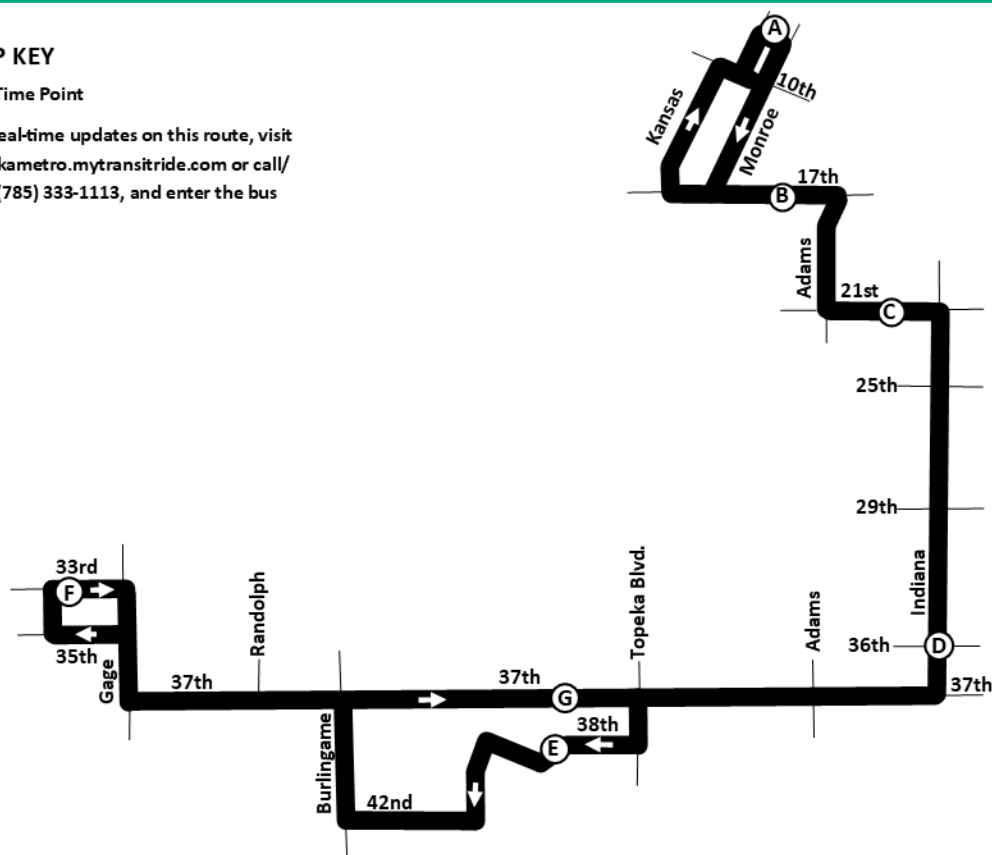 P KEY
Time Point
eal-time updates on this route, visit
kametro.mytransitride.com or call/
(785) 333-1113, and enter the bus
A
10th
Kansas
Monroe
17th
B
Adams
21st
C
25th
29th
Indiana
36th
D
37th
33rd
F
35th
Gage
37th
Randolph
Burlingame
37th
G
Topeka Blvd.
Adams
38th
E
42nd